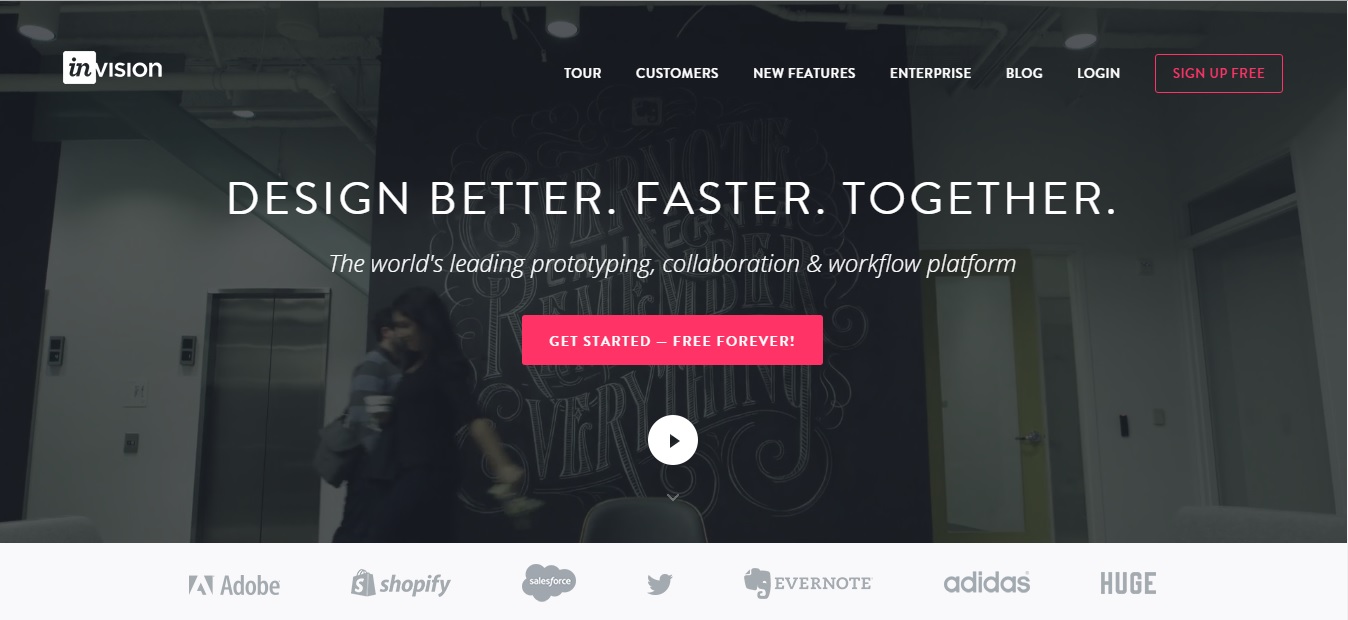 invision
TOUR CUSTOMERS NEW FEATURES ENTERPRISE BLOG LOGIN SIGN UP FREE
DESIGN BETTER. FASTER. TOGETHER.
The world's leading prototyping, collaboration & workflow platform
GET STARTED — FREE FOREVER!
EVERNOTE
REMEMBER
EVERYTHING
Adobe shopify salesforce EVERNOTE adidas HUGE